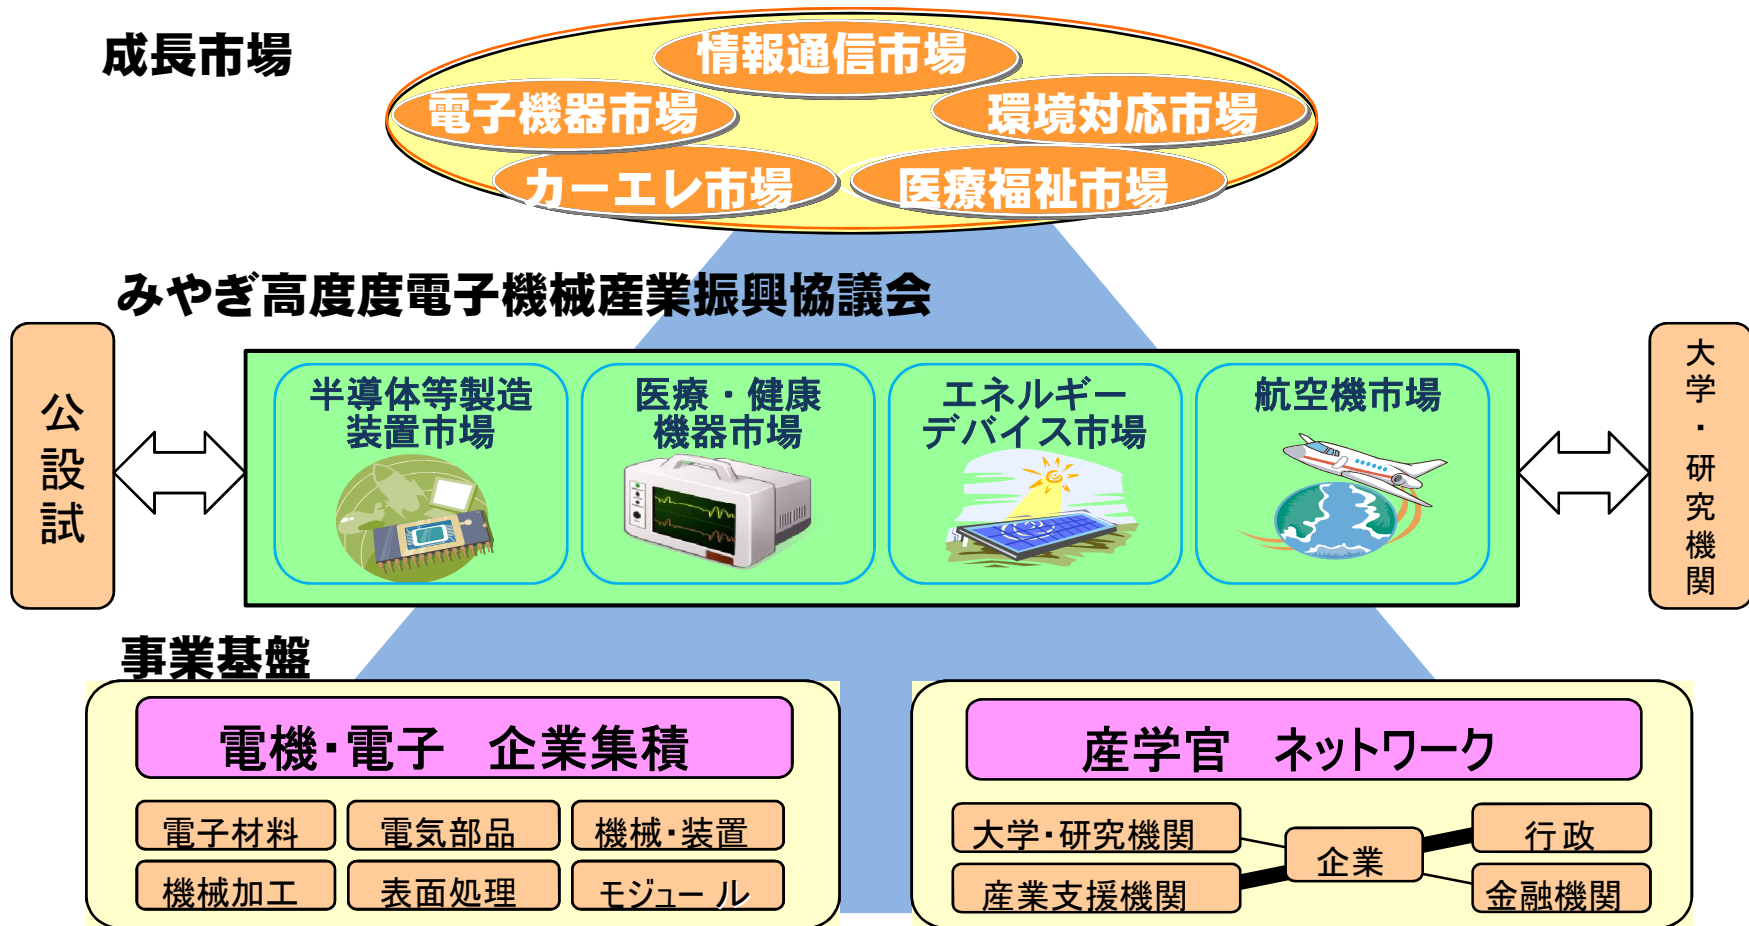 成長市場
情報通信市場
電子機器市場
環境対応市場
カーエレ市場
医療福祉市場
みやぎ高度度電子機械産業振興協議会
公設試
半導体等製造
装置市場
医療・健康
機器市場
エネルギー
デバイス市場
航空機市場
大学・研究機関
事業基盤
電機・電子 企業集積
電子材料
電気部品
機械・装置
機械加工
表面処理
モジュール
産学官 ネットワーク
大学・研究機関
産業支援機関
企業
行政
金融機関